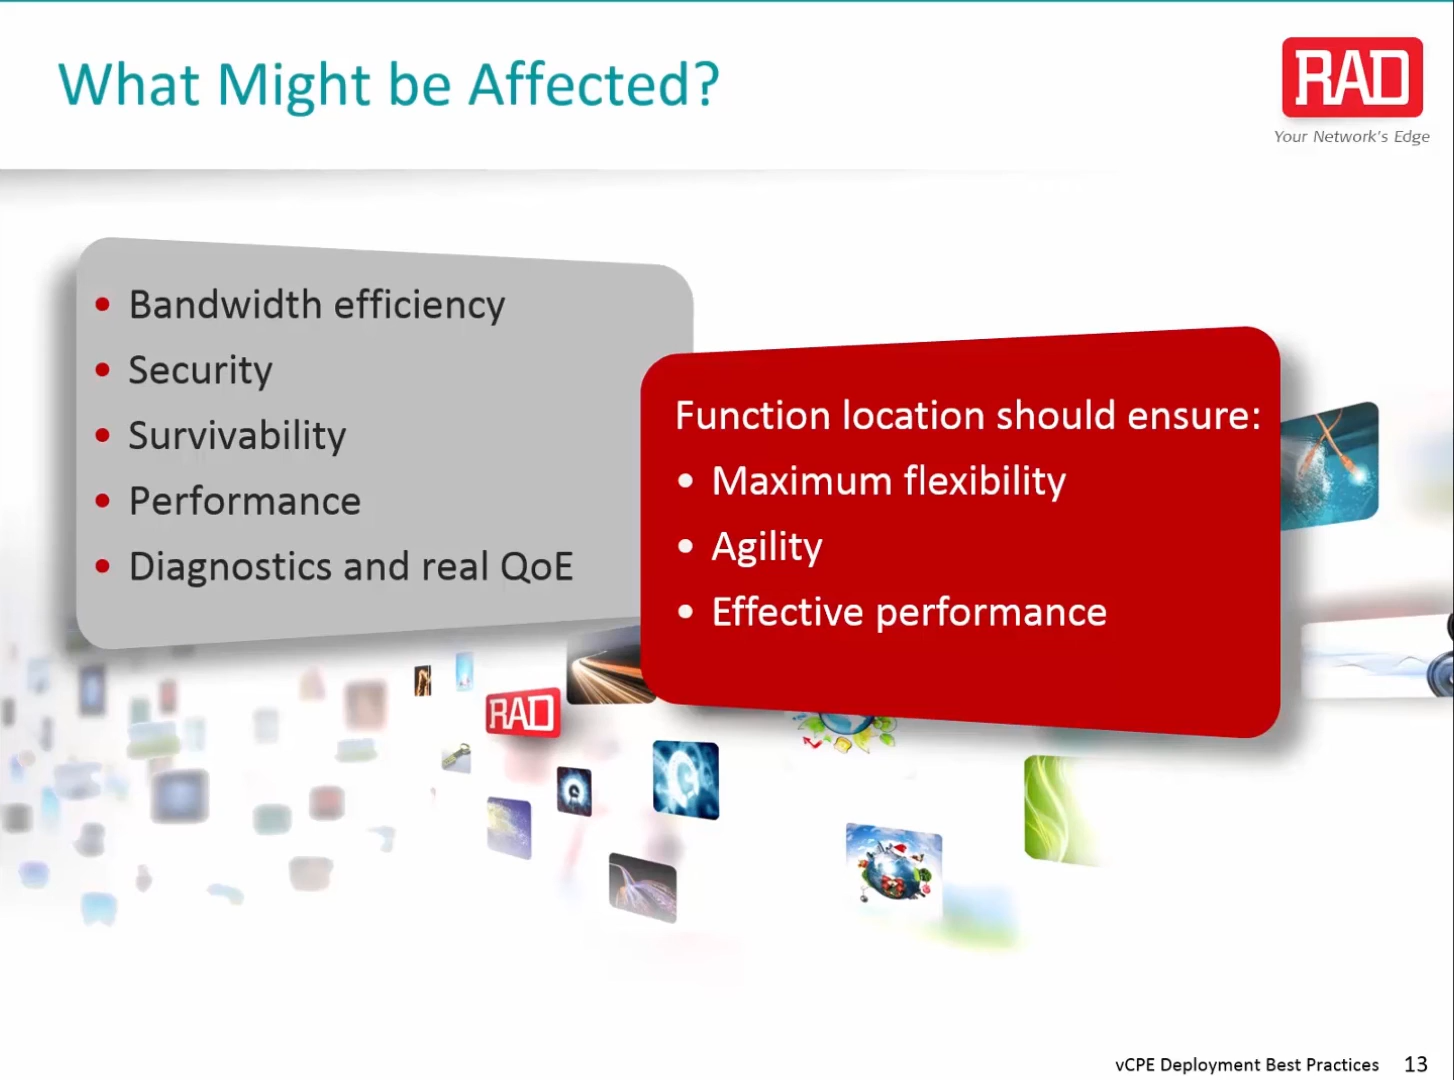 What Might be Affected?
RAD
Your Network's Edge
• Bandwidth efficiency
• Security
• Survivability
• Performance
• Diagnostics and real QoE
Function location should ensure:
• Maximum flexibility
• Agility
• Effective performance
RAD
vCPE Deployment Best Practices 13